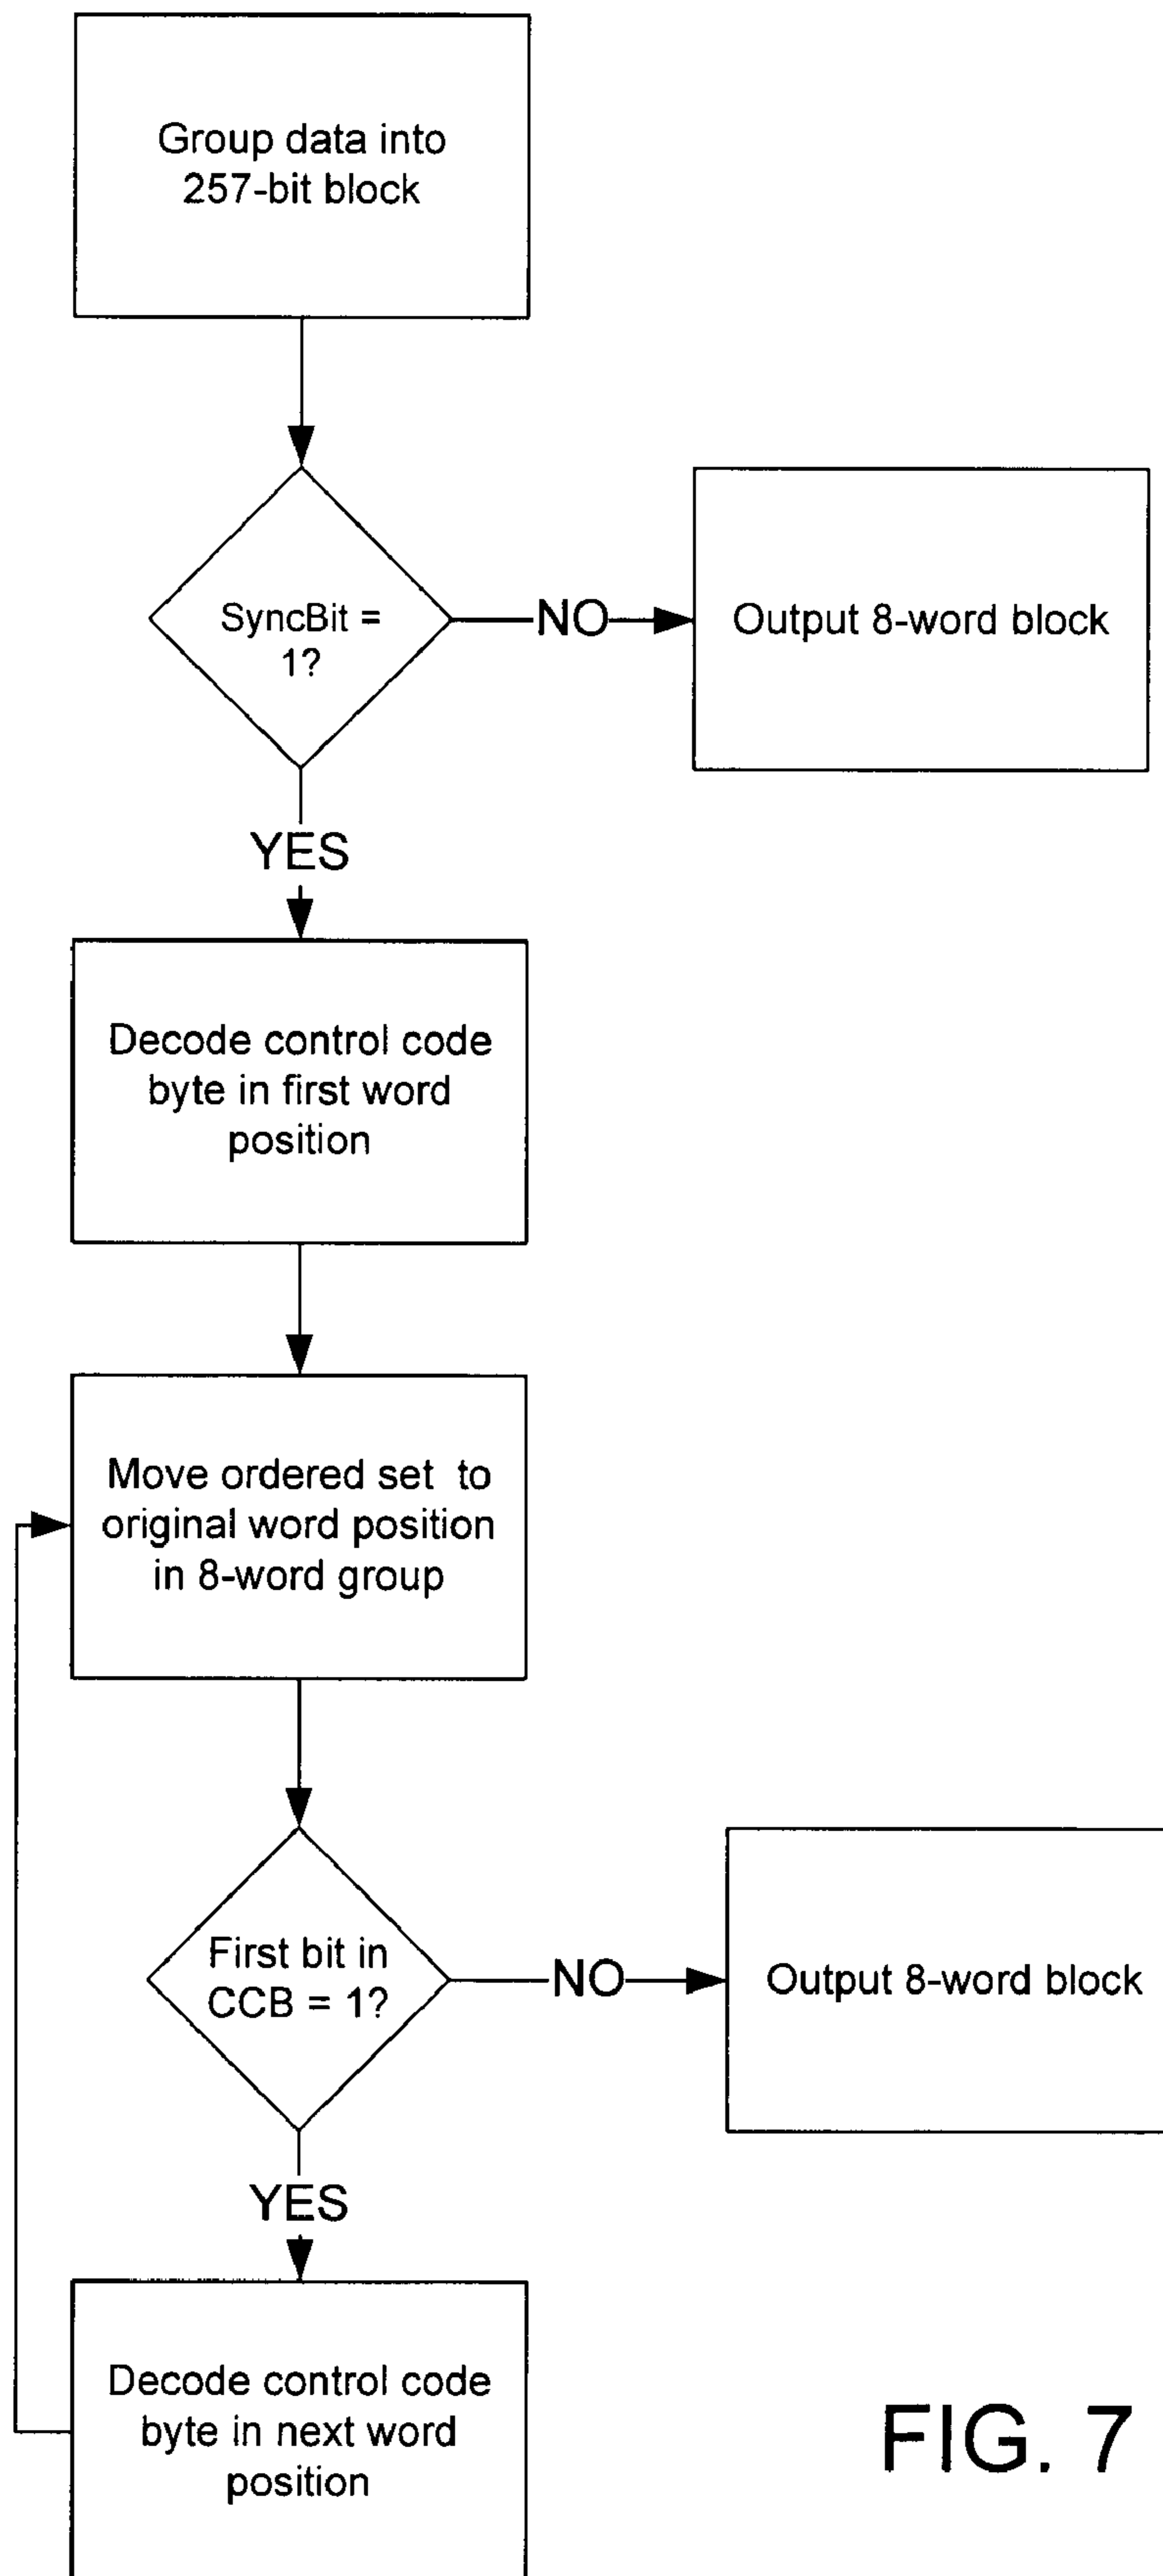 Group data into
257-bit block
SyncBit =
1?
NO
Output 8-word block
YES
Decode control code
byte in first word
position
Move ordered set to
original word position
in 8-word group
First bit in
CCB = 1?
NO
Output 8-word block
YES
Decode control code
byte in next word
position
FIG. 7